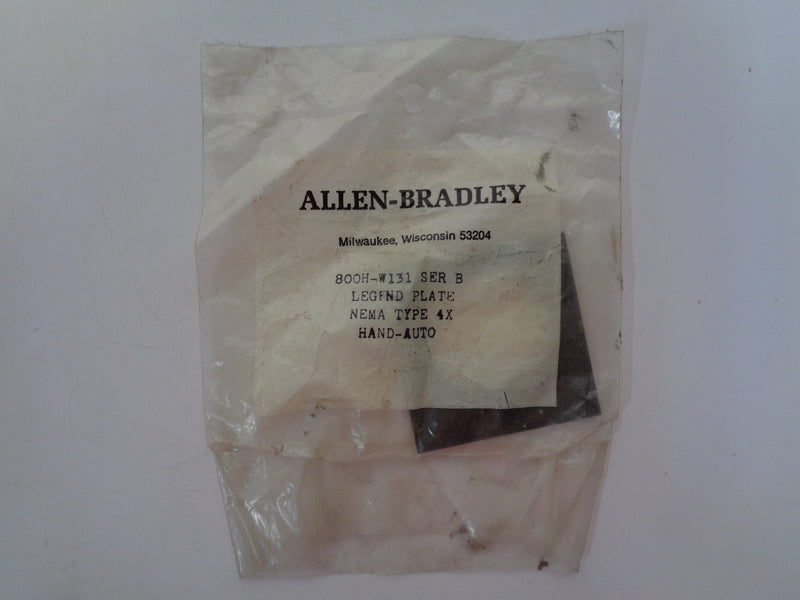 ALLEN-BRADLEY
Milwaukee, Wisconsin 53204
800H-W131 SER B
LEGEND PLATE
NEMA TYPE 4X
HAND-AUTO